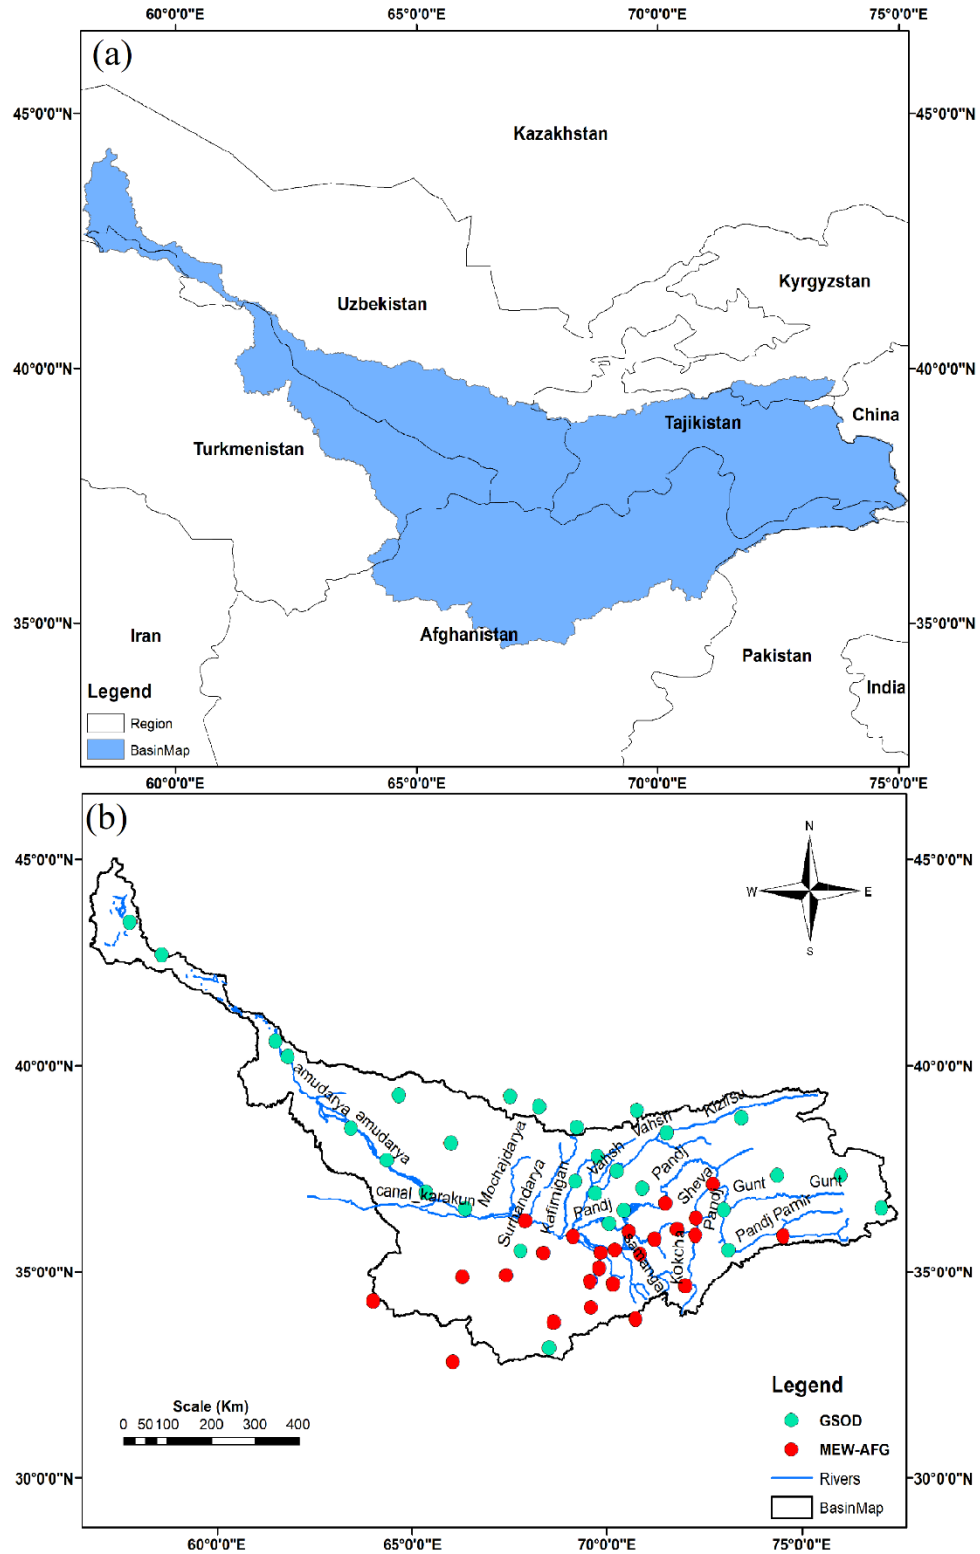 60°0'0"E 65°0'0"E 70°0'0"E 75°0'0"E
(a)
45°0'0"N 45°0'0"N
Kazakhstan
Kyrgyzstan
Uzbekistan
40°0'0"N 40°0'0"N
China
Tajikistan
Turkmenistan
35°0'0"N 35°0'0"N
Iran
Afghanistan
Pakistan
India
Legend
Region
BasinMap
60°0'0"E 65°0'0"E 70°0'0"E 75°0'0"E
(b)
N
W E
S
45°0'0"N 45°0'0"N
40°0'0"N 40°0'0"N
amudarya amudarya
canal_karakun
Mochajdarya
Surhandarya
Kafirnigan
Vahsh
Vahsh
Kizilsu
Pandj
Pandj
Sheva
Pandj
Gunt
Gunt
Pandj Pamir
Kokcha
samangan
35°0'0"N 35°0'0"N
Scale (Km)
0 50 100 200 300 400
Legend
GSOD
MEW-AFG
Rivers
BasinMap
30°0'0"N 30°0'0"N
60°0'0"E 65°0'0"E 70°0'0"E 75°0'0"E